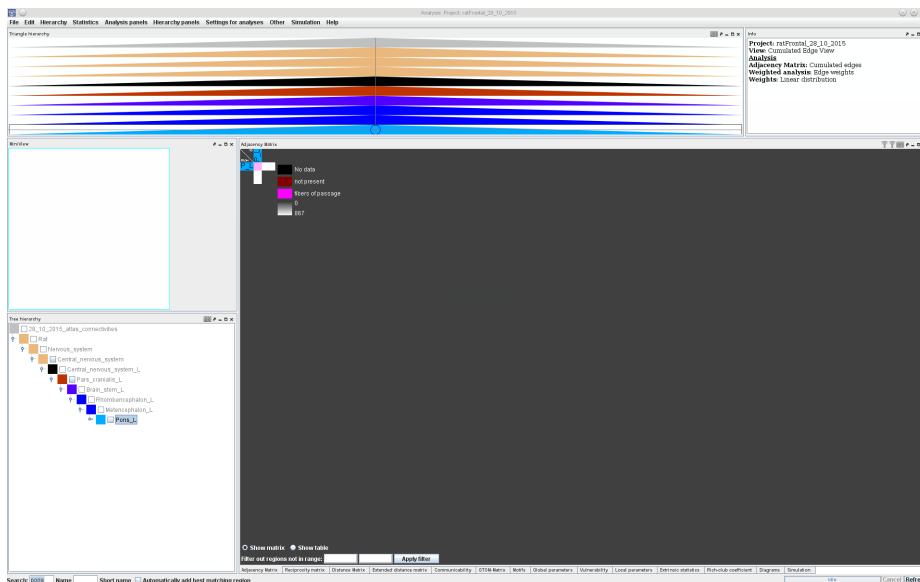 Analyses Project: ratFrontal_28_10_2015
File Edit Hierarchy Statistics Analysis panels Hierarchy panels Settings for analyses Other Simulation Help
Triangle hierarchy
Info
Project: ratFrontal_28_10_2015
View: Cumulated Edge View
Analysis
Adjacency Matrix: Cumulated edges
Weighted analysis: Edge weights
Weights: Linear distribution
MiniView
Adjacency Matrix
No data
not present
fibers of passage
0
867
Tree hierarchy
28_10_2015_atlas_connectivities
Rat
Nervous_system
Central_nervous_system
Central_nervous_system_L
Pars_cranialis_L
Brain_stem_L
Rhombencephalon_L
Metencephalon_L
Pons_L
Show matrix Show table
Filter out regions not in range: Apply filter
Adjacency Matrix Reciprocity matrix Distance Matrix Extended distance matrix Communicability GTOM-Matrix Motifs Global parameters Vulnerability Local parameters Extrinsic statistics Rich-club coefficient Diagrams Simulation
Search: pons Name Short name Automatically add best matching region Idle Cancel Refre